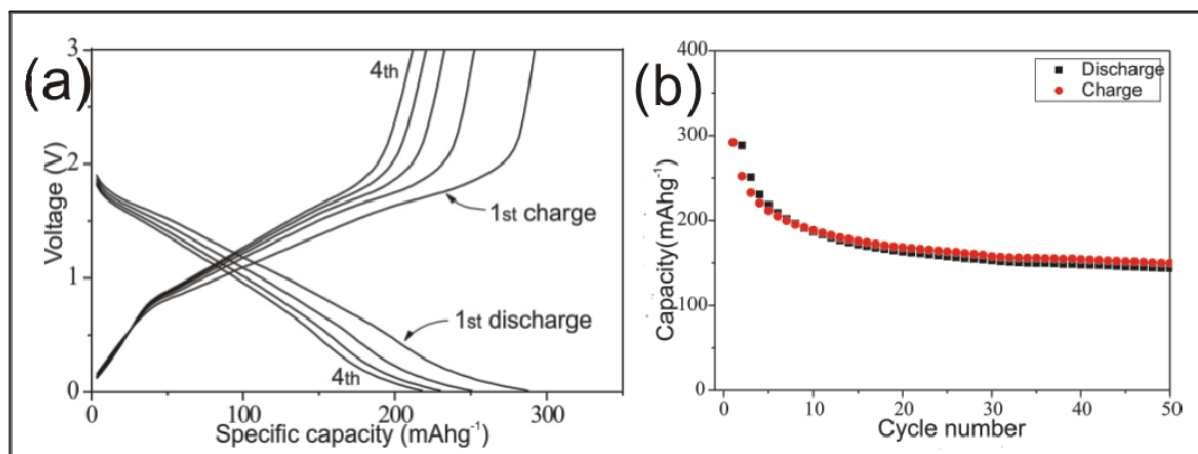 (a)
3
2
1
0
Voltage (V)
4th
1st charge
1st discharge
4th
0
100
200
300
Specific capacity (mAhg⁻¹)
(b)
400
300
200
100
0
Capacity(mAhg⁻¹)
Discharge
Charge
0
10
20
30
40
50
Cycle number